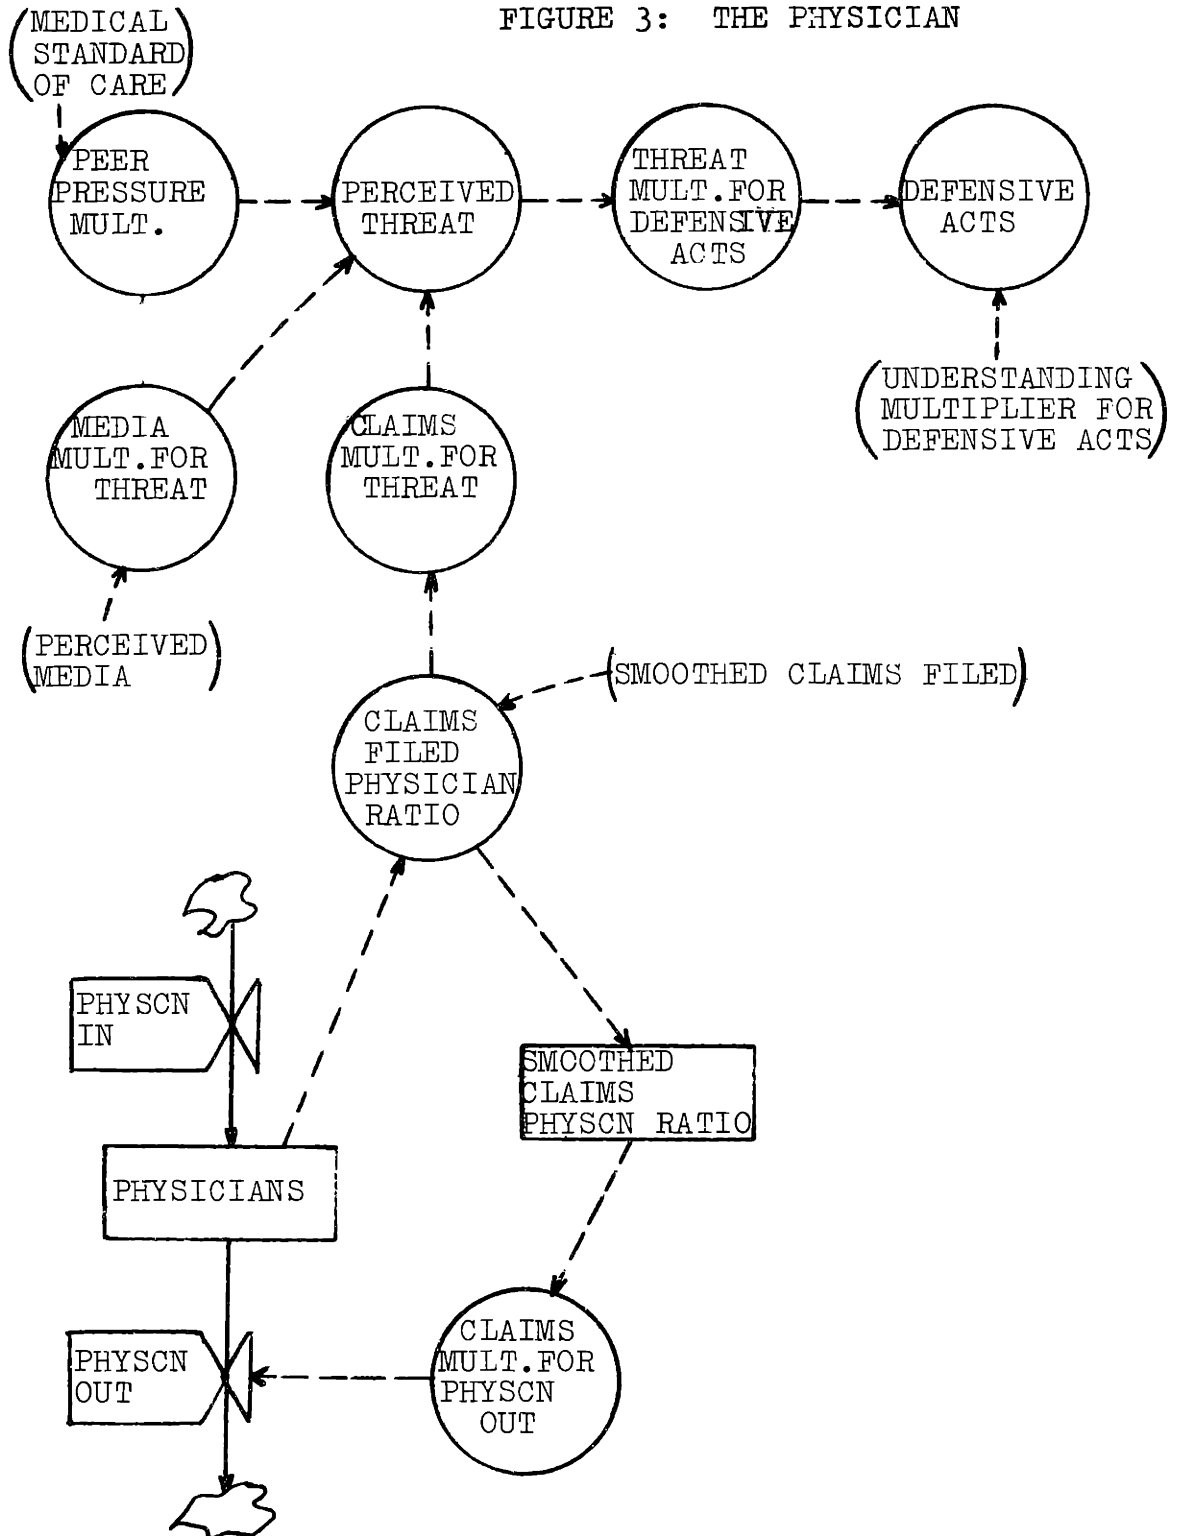 FIGURE 3: THE PHYSICIAN
(MEDICAL
STANDARD
OF CARE)
PEER
PRESSURE
MULT.
PERCEIVED
THREAT
THREAT
MULT.FOR
DEFENSIVE
ACTS
DEFENSIVE
ACTS
(UNDERSTANDING
MULTIPLIER FOR
DEFENSIVE ACTS)
MEDIA
MULT.FOR
THREAT
CLAIMS
MULT.FOR
THREAT
(PERCEIVED
MEDIA)
(SMOOTHED CLAIMS FILED)
CLAIMS
FILED
PHYSICIAN
RATIO
PHYSCN
IN
SMOOTHED
CLAIMS
PHYSCN RATIO
PHYSICIANS
PHYSCN
OUT
CLAIMS
MULT.FOR
PHYSCN
OUT